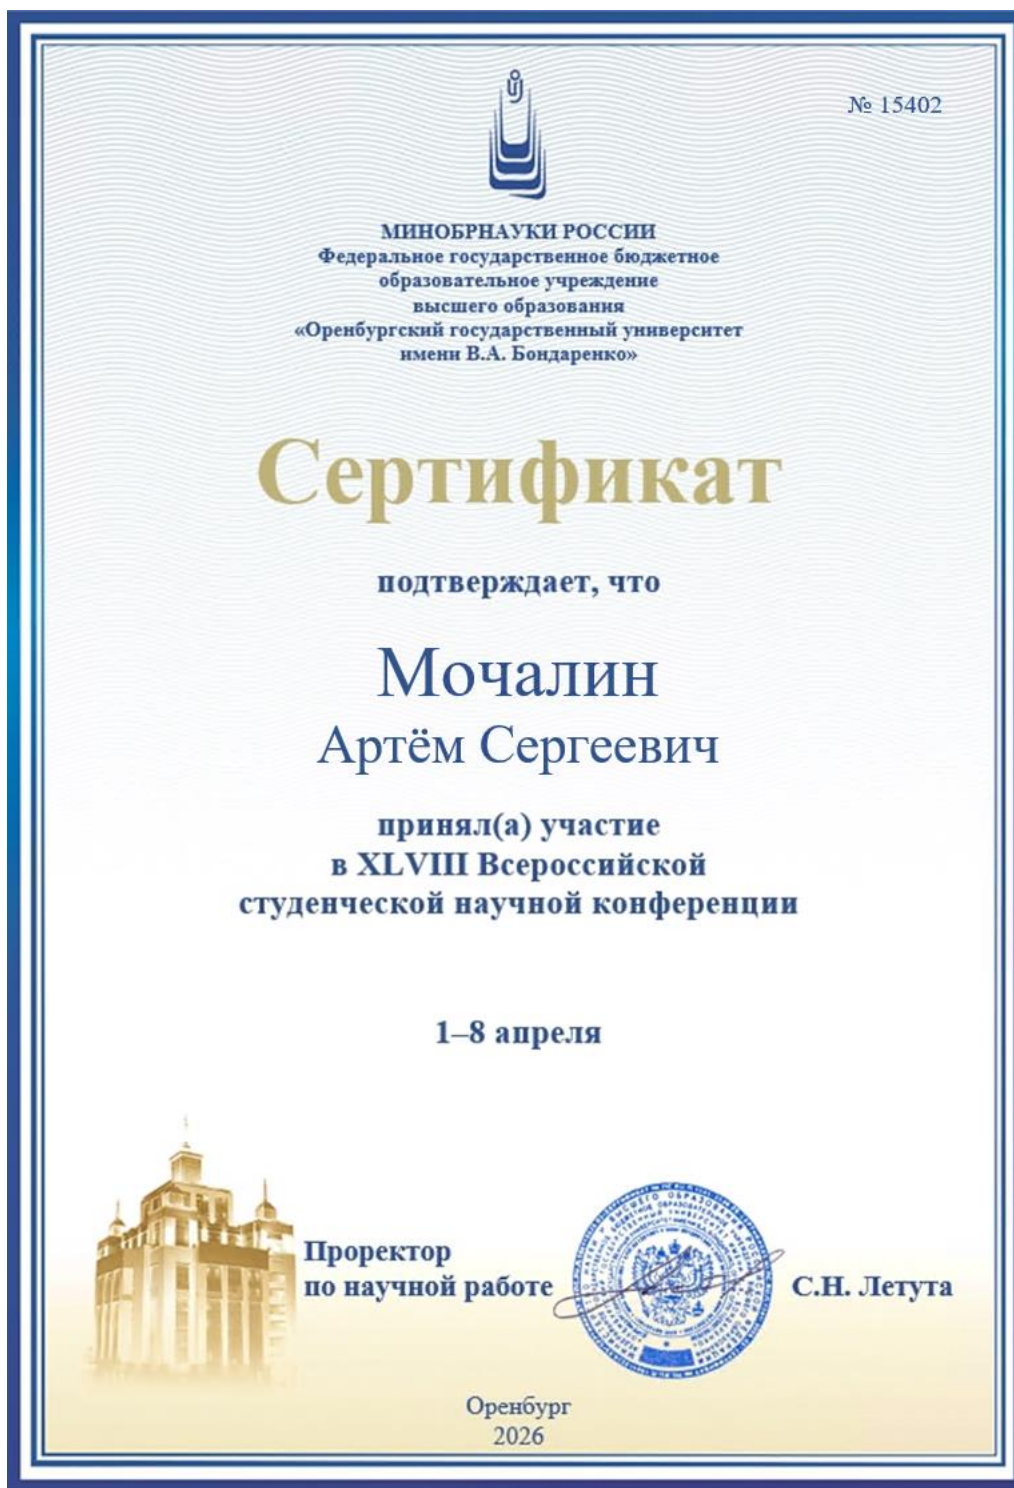 № 15402
МИНОБРНАУКИ РОССИИ
Федеральное государственное бюджетное
образовательное учреждение
высшего образования
«Оренбургский государственный университет
имени В.А. Бондаренко»
Сертификат
подтверждает, что
Мочалин
Артём Сергеевич
принял(а) участие
в XLVIII Всероссийской
студенческой научной конференции
1–8 апреля
Проректор
по научной работе
С.Н. Летута
Оренбург
2026